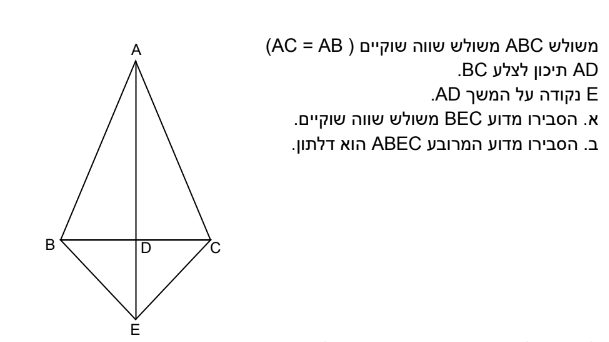 משולש ABC משולש שווה שוקיים ( AC = AB)
AD תיכון לצלע BC.
E נקודה על המשך AD.
א. הסבירו מדוע BEC משולש שווה שוקיים.
ב. הסבירו מדוע המרובע ABEC הוא דלתון.
A
B
D
C
E